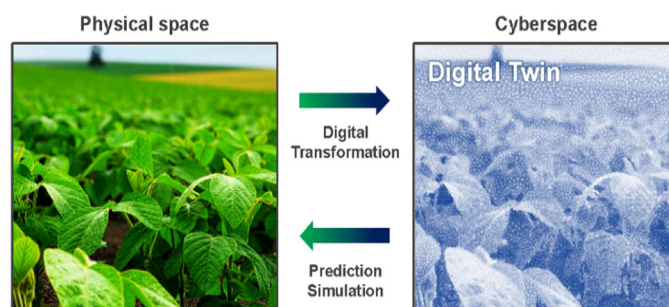 Physical space
Cyberspace
Digital Twin
Digital
Transformation
Prediction
Simulation